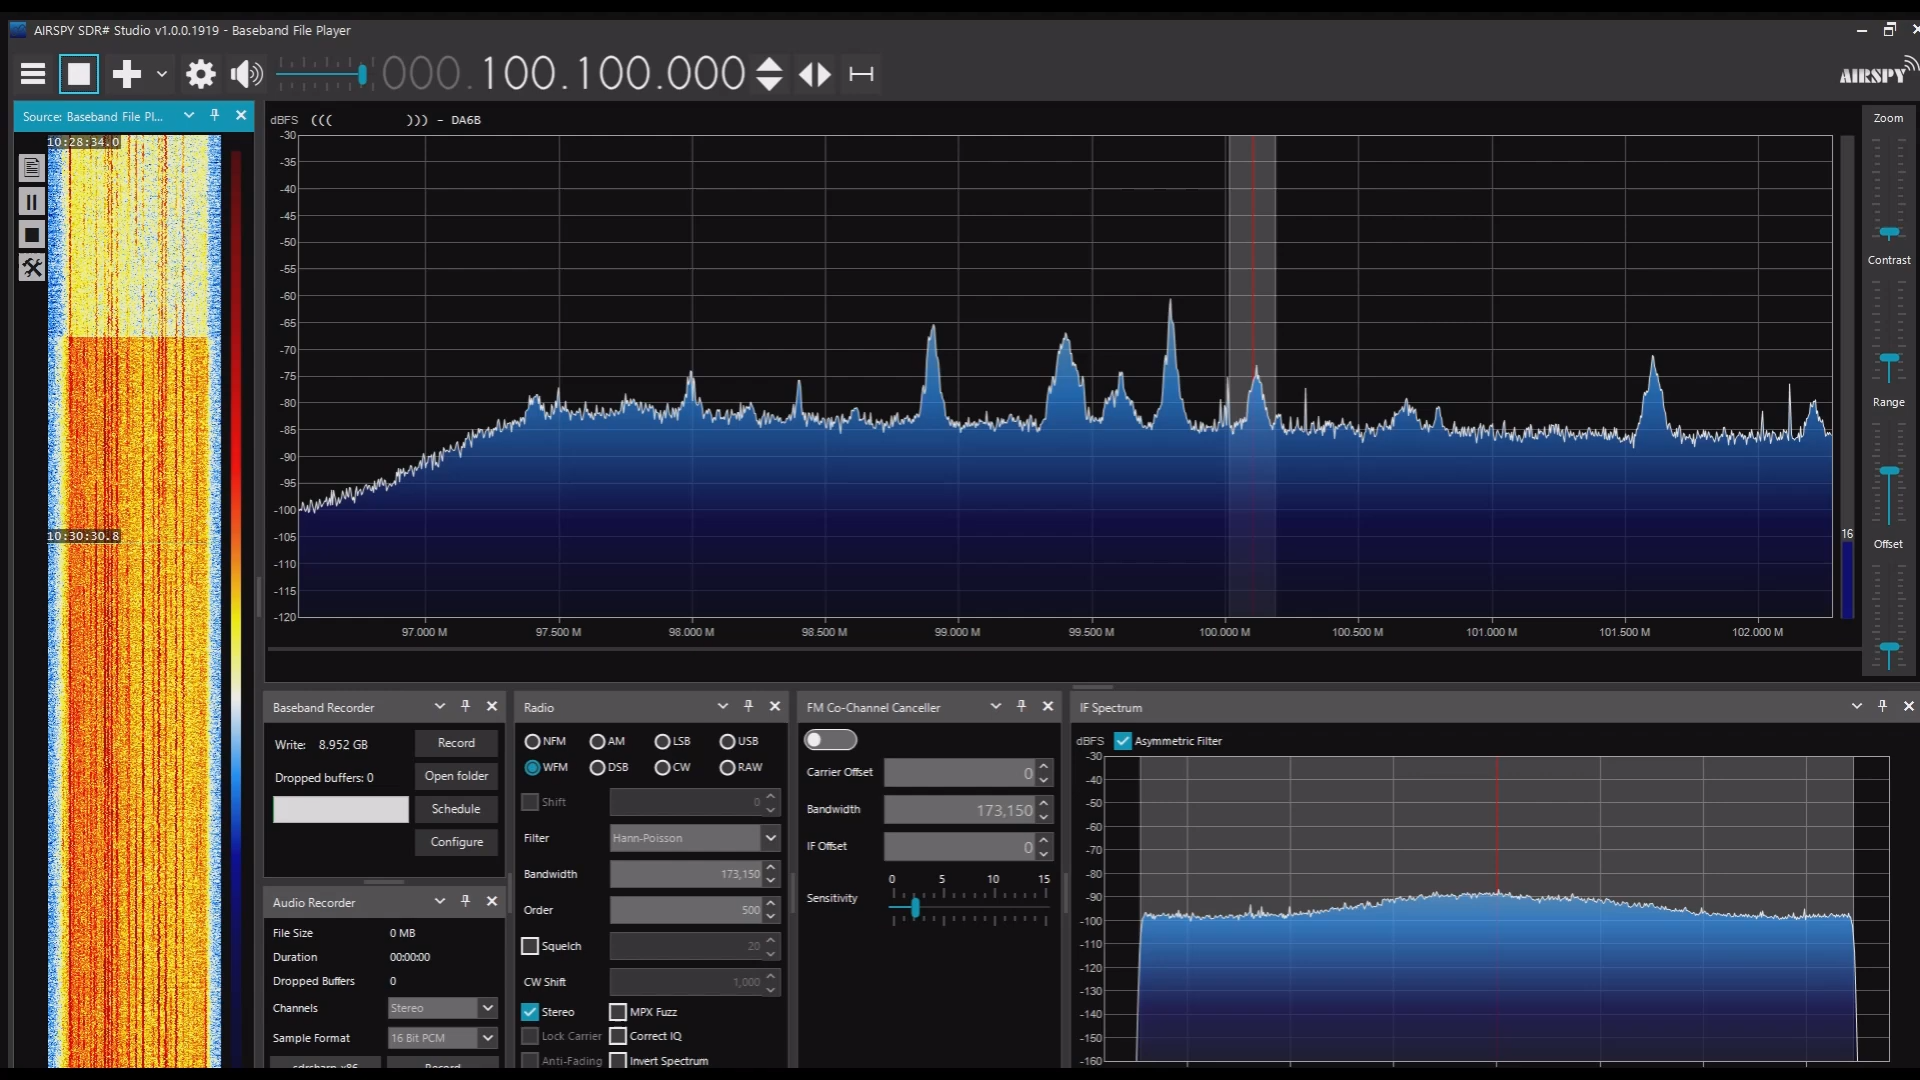 AIRSPY SDR# Studio v1.0.0.1919 - Baseband File Player
000.100.100.000
AIRSPY
Source: Baseband File Pl...
10:28:34.0
10:30:30.8
dBFS ((( ))) - DA6B
-30
-35
-40
-45
-50
-55
-60
-65
-70
-75
-80
-85
-90
-95
-100
-105
-110
-115
-120
97.000 M 97.500 M 98.000 M 98.500 M 99.000 M 99.500 M 100.000 M 100.500 M 101.000 M 101.500 M 102.000 M
16
Zoom
Contrast
Range
Offset
Baseband Recorder
Write: 8.952 GB
Record
Dropped buffers: 0
Open folder
Schedule
Configure
Audio Recorder
File Size 0 MB
Duration 00:00:00
Dropped Buffers 0
Channels Stereo
Sample Format 16 Bit PCM
sdrsharp-x86 Record
Radio
NFM AM LSB USB
WFM DSB CW RAW
Shift 0
Filter Hann-Poisson
Bandwidth 173,150
Order 500
Squelch 20
CW Shift 1,000
Stereo MPX Fuzz
Lock Carrier Correct IQ
Anti-Fading Invert Spectrum
FM Co-Channel Canceller
Carrier Offset 0
Bandwidth 173,150
IF Offset 0
0 5 10 15
Sensitivity
IF Spectrum
dBFS Asymmetric Filter
-30
-40
-50
-60
-70
-80
-90
-100
-110
-120
-130
-140
-150
-160